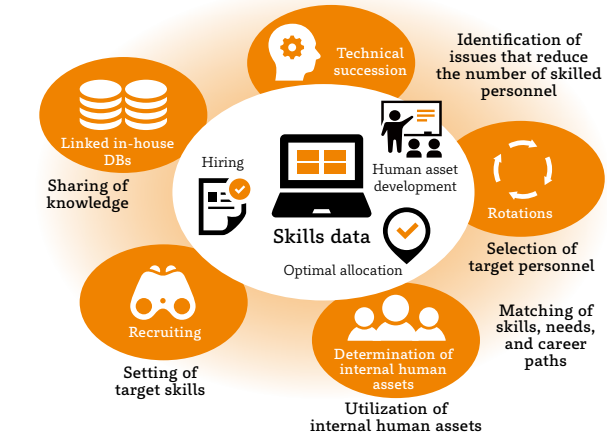 Technical
succession
Identification of
issues that reduce
the number of skilled
personnel
Linked in-house
DBs
Sharing of
knowledge
Hiring
Human asset
development
Skills data
Optimal allocation
Rotations
Selection of
target personnel
Recruiting
Setting of
target skills
Determination of
internal human
assets
Utilization of
internal human assets
Matching of
skills, needs,
and career
paths